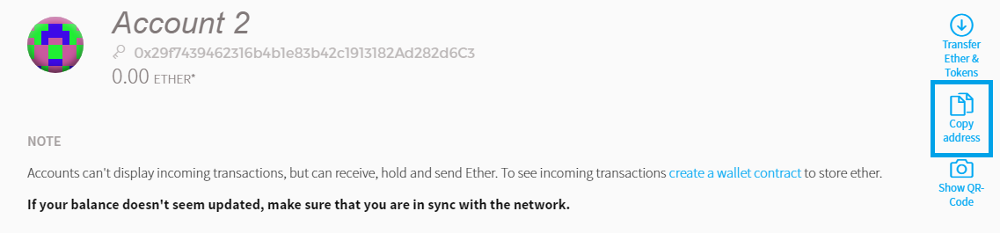 Account 2
0x29f7439462316b4b1e83b42c1913182Ad282d6C3
0.00 ETHER*
Transfer
Ether &
Tokens
Copy
address
Show QR-
Code
NOTE
Accounts can't display incoming transactions, but can receive, hold and send Ether. To see incoming transactions create a wallet contract to store ether.
If your balance doesn't seem updated, make sure that you are in sync with the network.